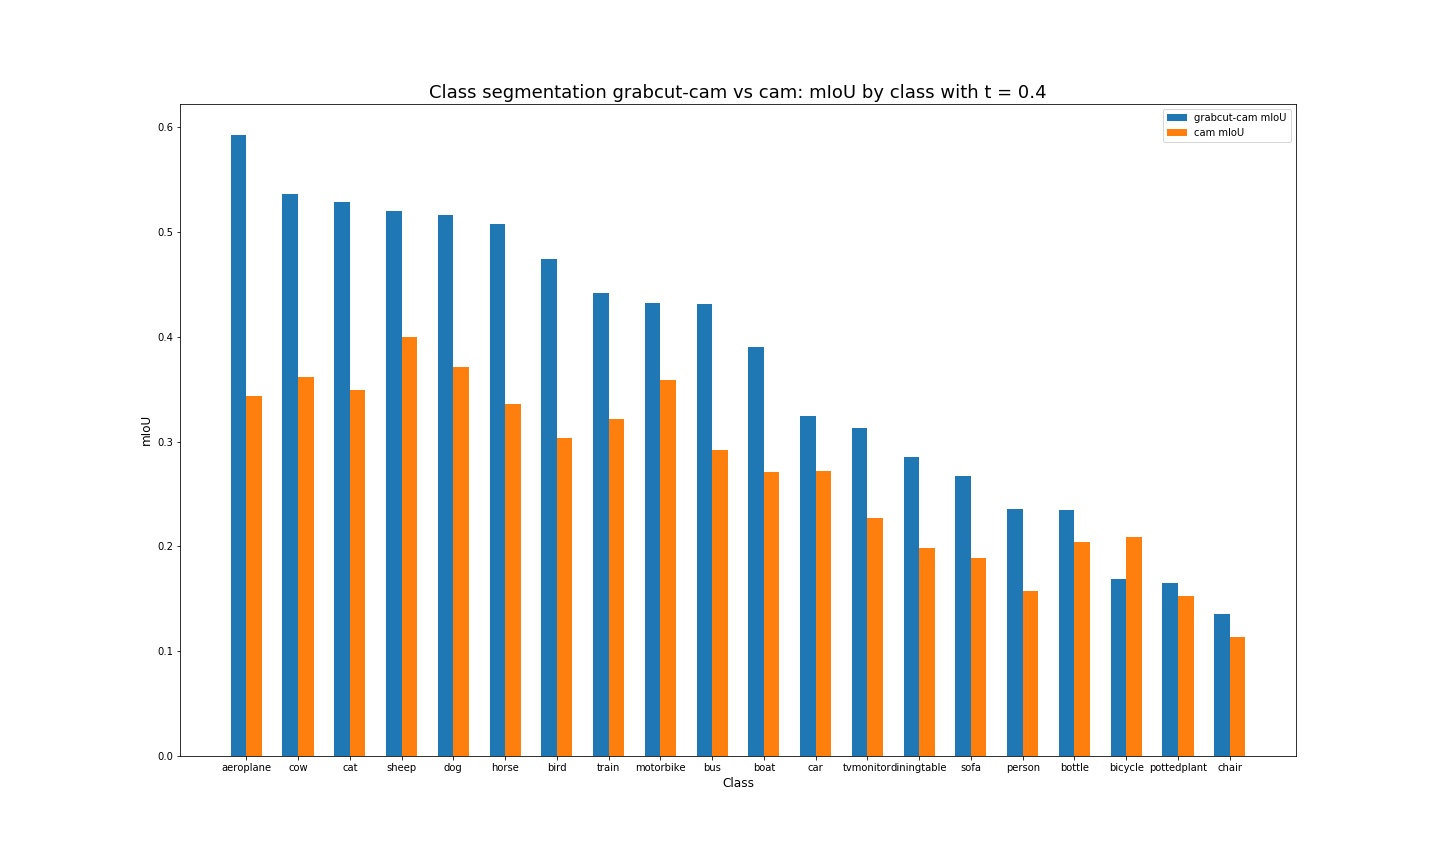 Class segmentation grabcut-cam vs cam: mIoU by class with t = 0.4
grabcut-cam mIoU
cam mIoU
0.6
0.5
0.4
0.3
0.2
0.1
0.0
mIoU
aeroplane cow cat sheep dog horse bird train motorbike bus boat car tvmonitor diningtable sofa person bottle bicycle pottedplant chair
Class